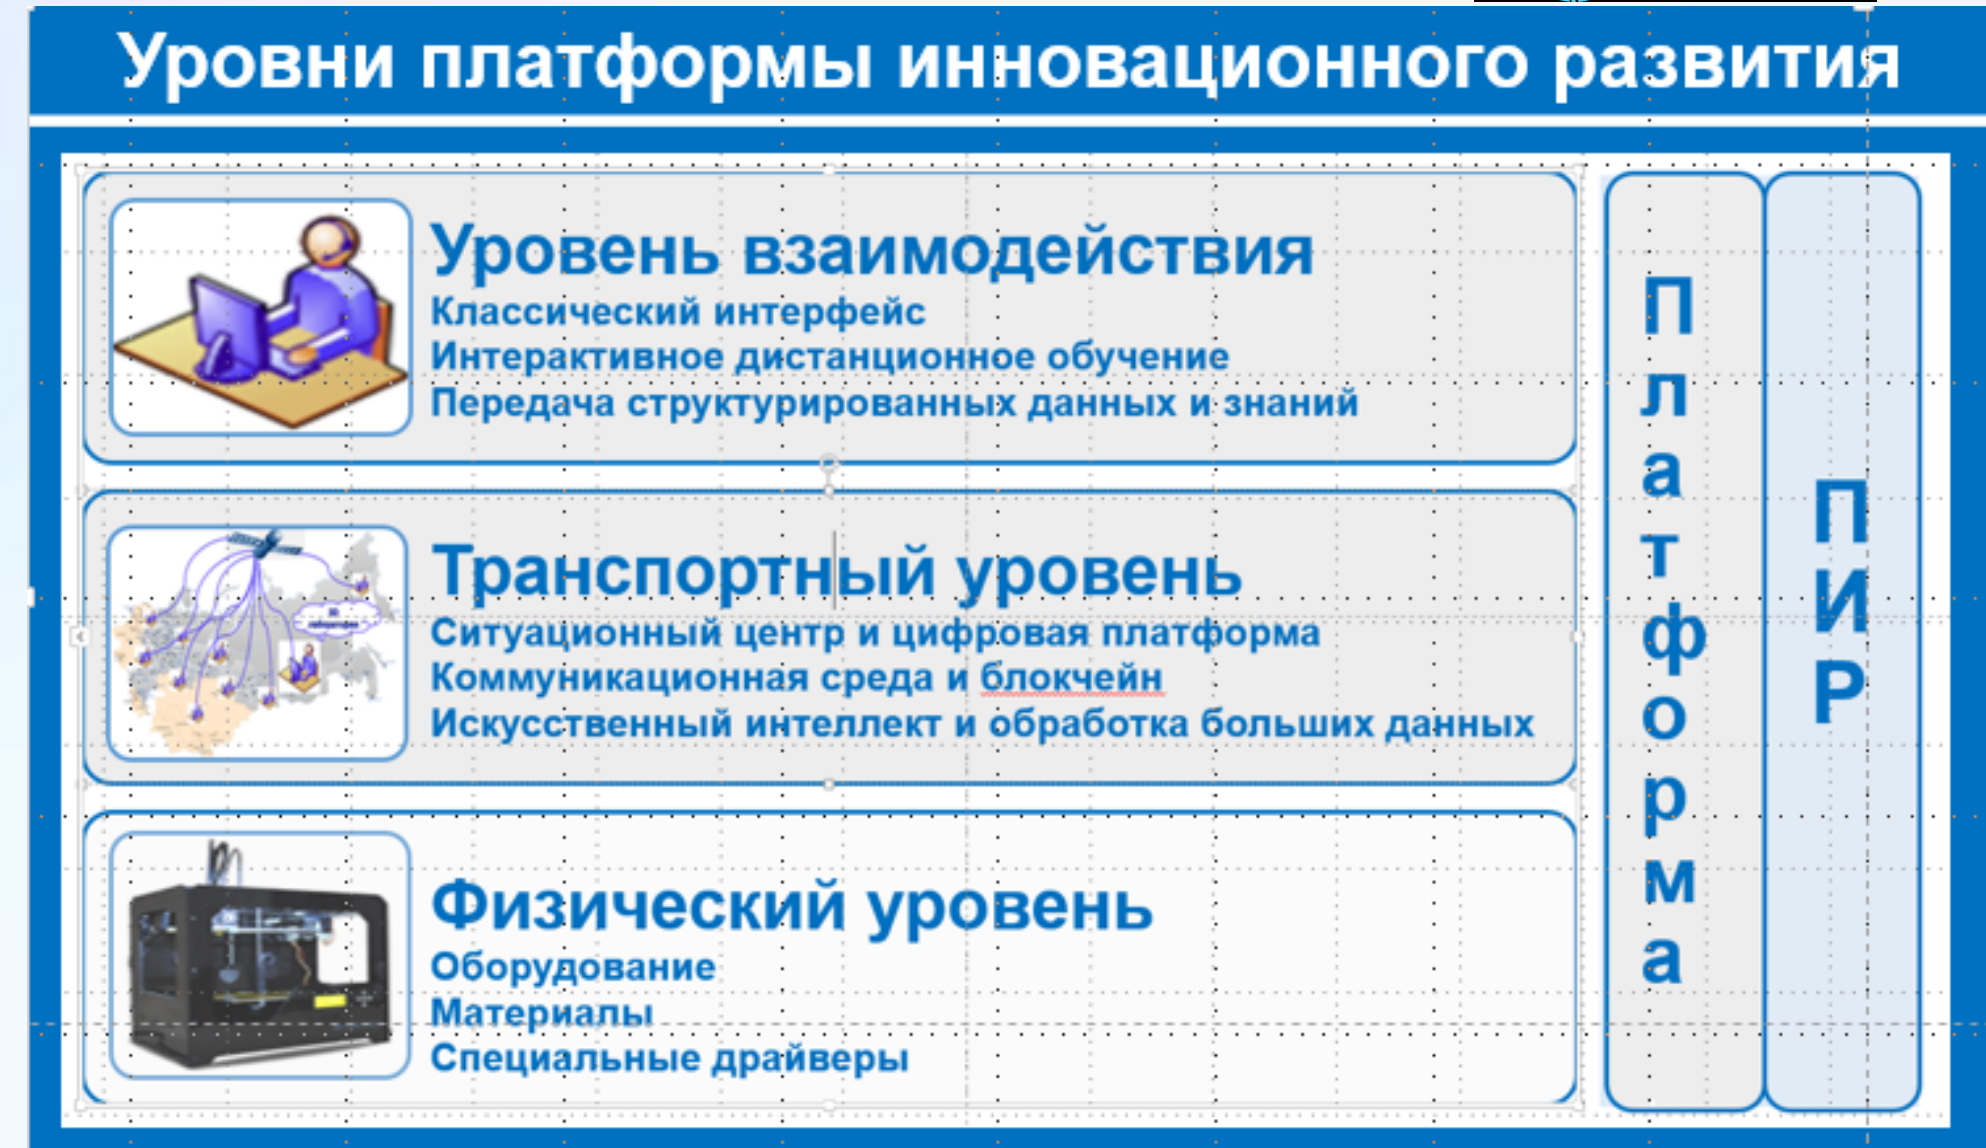 Уровни платформы инновационного развития
Уровень взаимодействия
Классический интерфейс
Интерактивное дистанционное обучение
Передача структурированных данных и знаний
Транспортный уровень
Ситуационный центр и цифровая платформа
Коммуникационная среда и блокчейн
Искусственный интеллект и обработка больших данных
Физический уровень
Оборудование
Материалы
Специальные драйверы
Платформа
ПИР